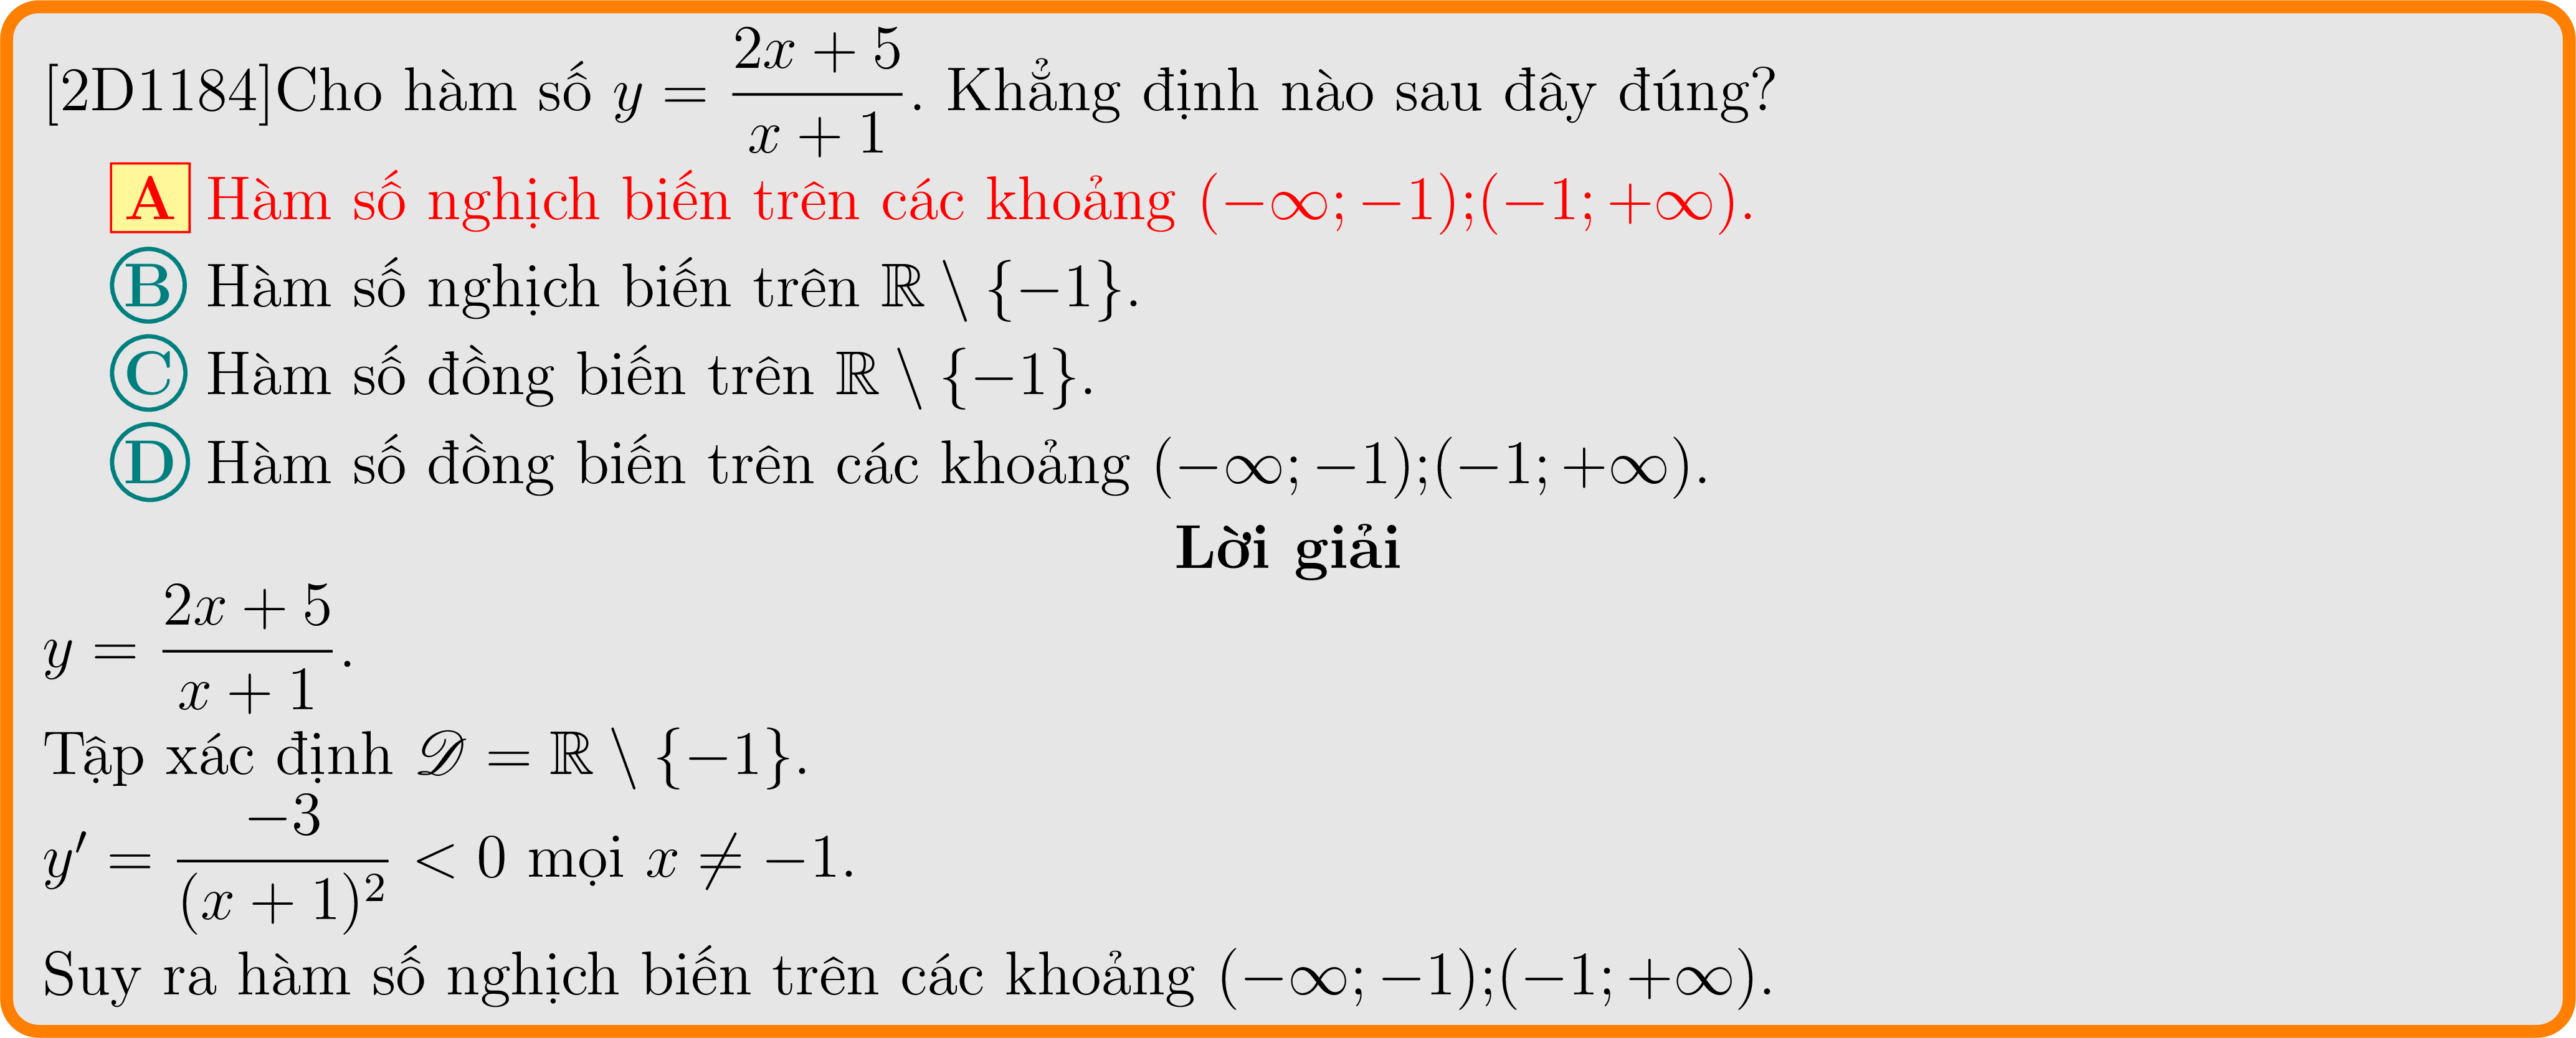 [2D1184]Cho hàm số $y = \dfrac{2x+5}{x+1}$. Khẳng định nào sau đây đúng?
A Hàm số nghịch biến trên các khoảng $(-\infty; -1)$;$(-1; +\infty)$.
B Hàm số nghịch biến trên $\mathbb{R} \setminus \{-1\}$.
C Hàm số đồng biến trên $\mathbb{R} \setminus \{-1\}$.
D Hàm số đồng biến trên các khoảng $(-\infty; -1)$;$(-1; +\infty)$.
Lời giải
$y = \dfrac{2x+5}{x+1}$.
Tập xác định $\mathscr{D} = \mathbb{R} \setminus \{-1\}$.
$y' = \dfrac{-3}{(x+1)^2} < 0$ mọi $x \neq -1$.
Suy ra hàm số nghịch biến trên các khoảng $(-\infty; -1)$;$(-1; +\infty)$.